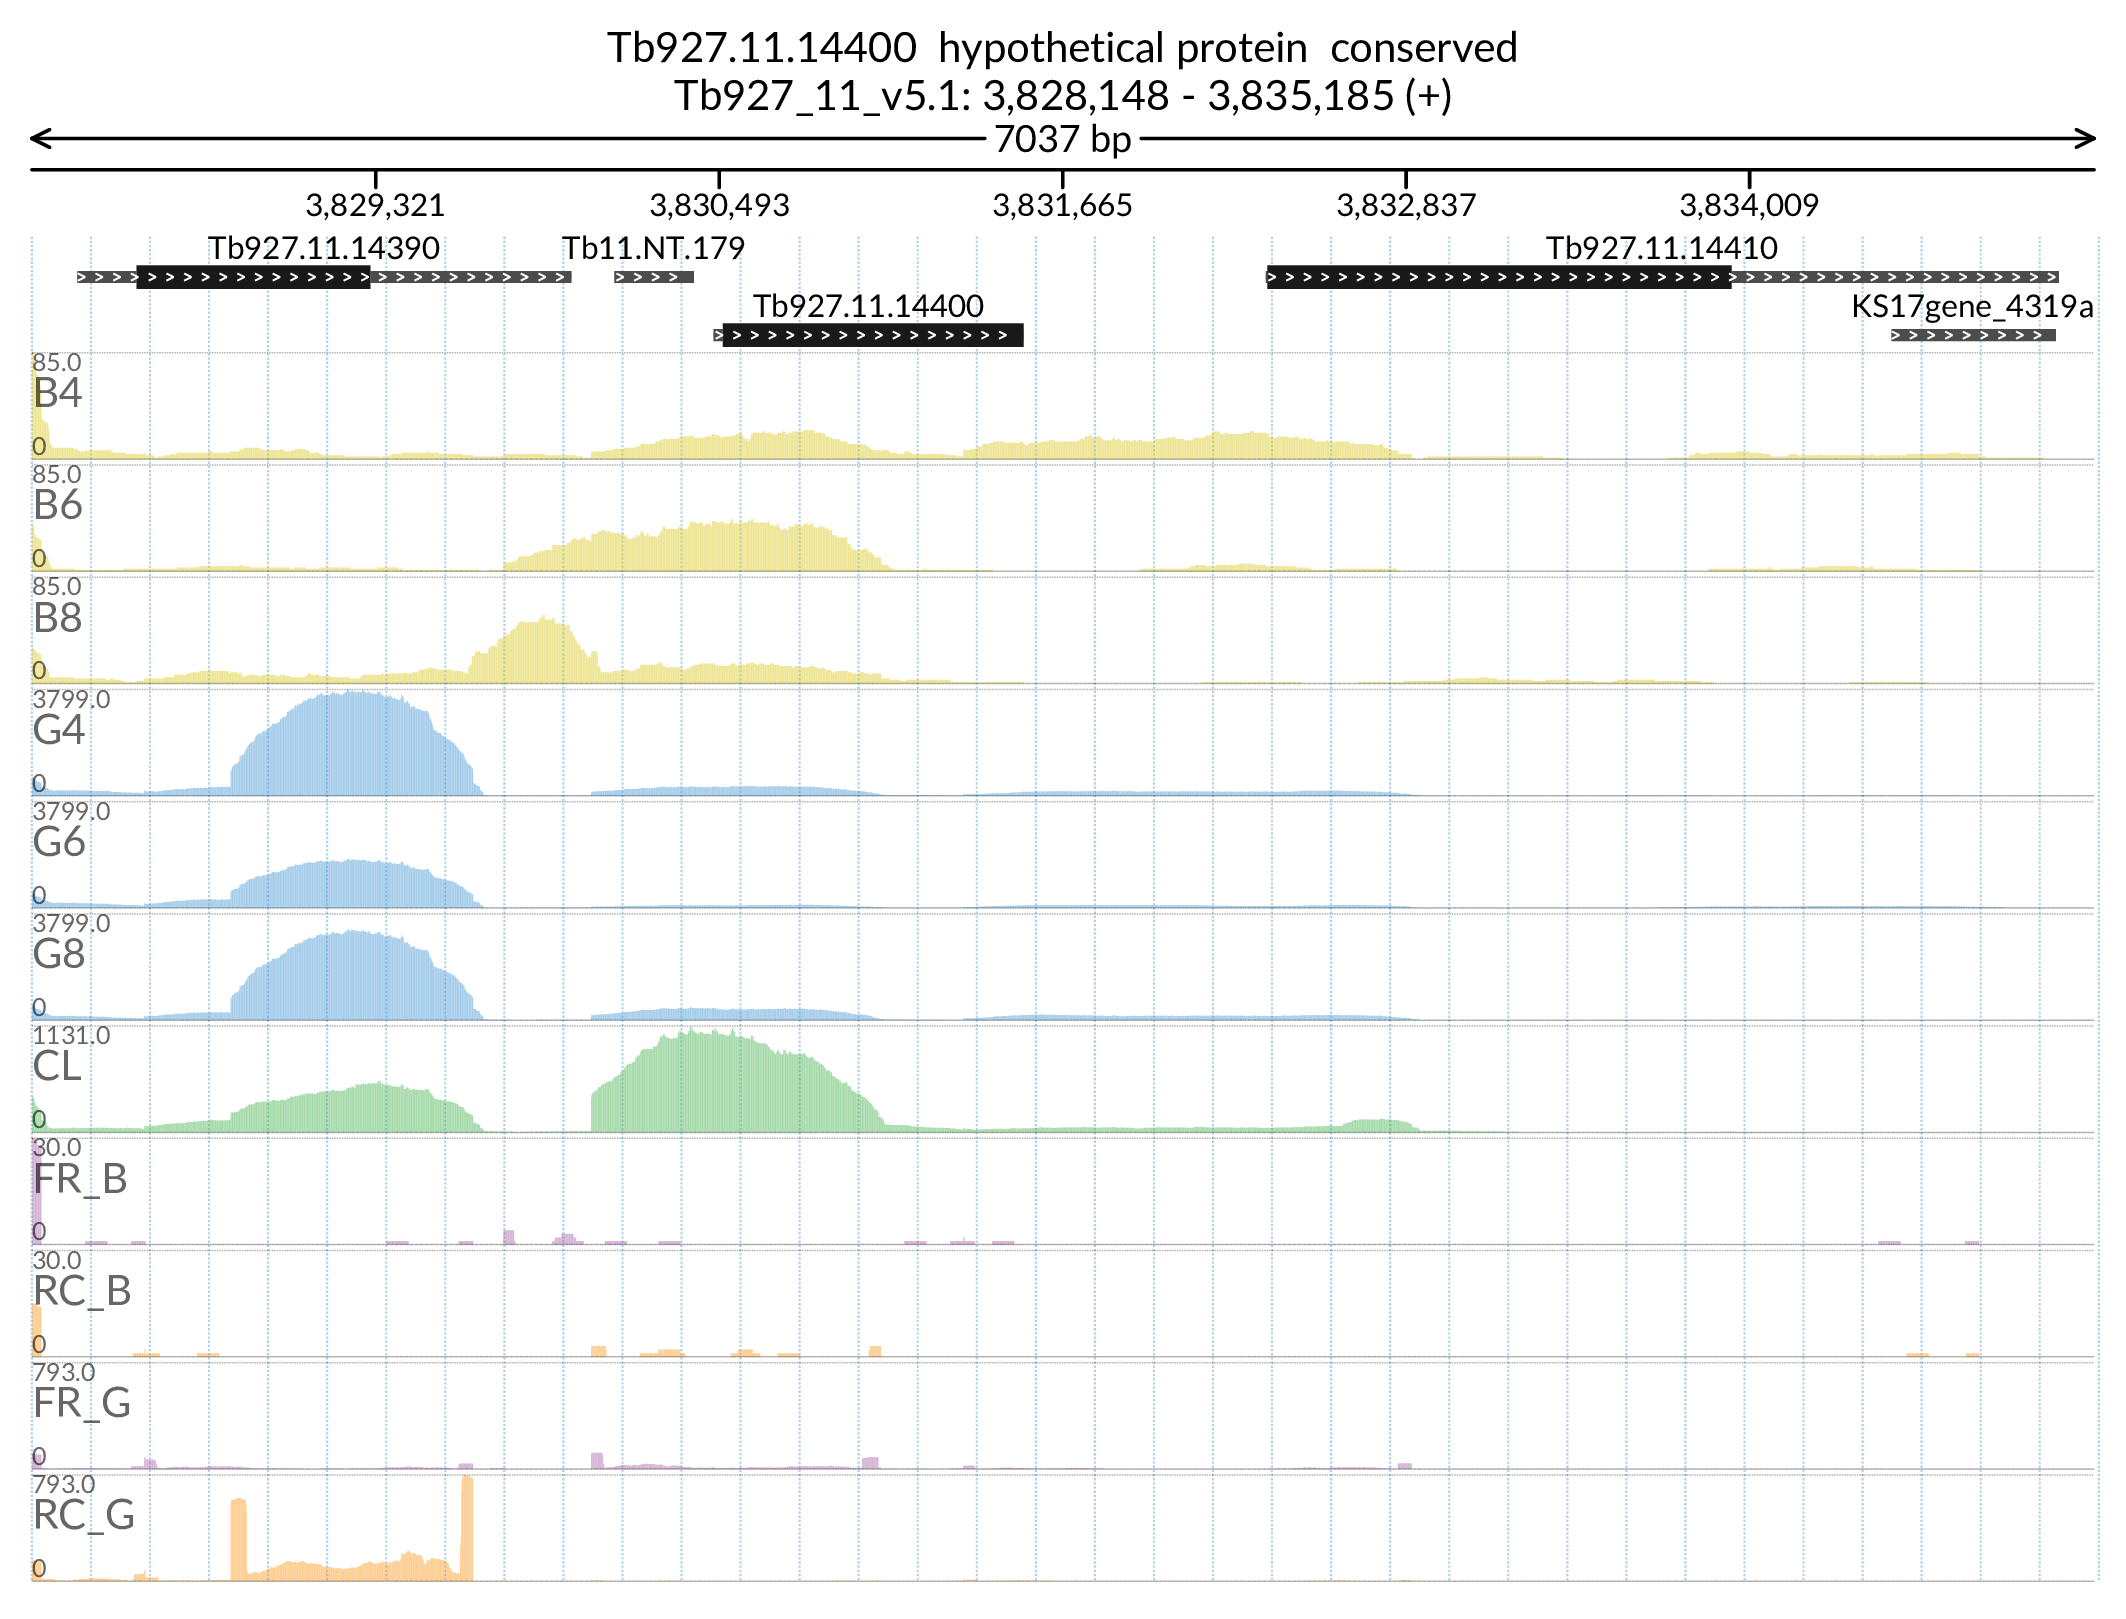 Tb927.11.14400  hypothetical protein  conserved
Tb927_11_v5.1: 3,828,148 - 3,835,185 (+)
7037 bp
3,829,321 3,830,493 3,831,665 3,832,837 3,834,009
Tb927.11.14390 Tb11.NT.179 Tb927.11.14410
Tb927.11.14400 KS17gene_4319a
85.0
B4
0
85.0
B6
0
85.0
B8
0
3799.0
G4
0
3799.0
G6
0
3799.0
G8
0
1131.0
CL
0
30.0
FR_B
0
30.0
RC_B
0
793.0
FR_G
0
793.0
RC_G
0